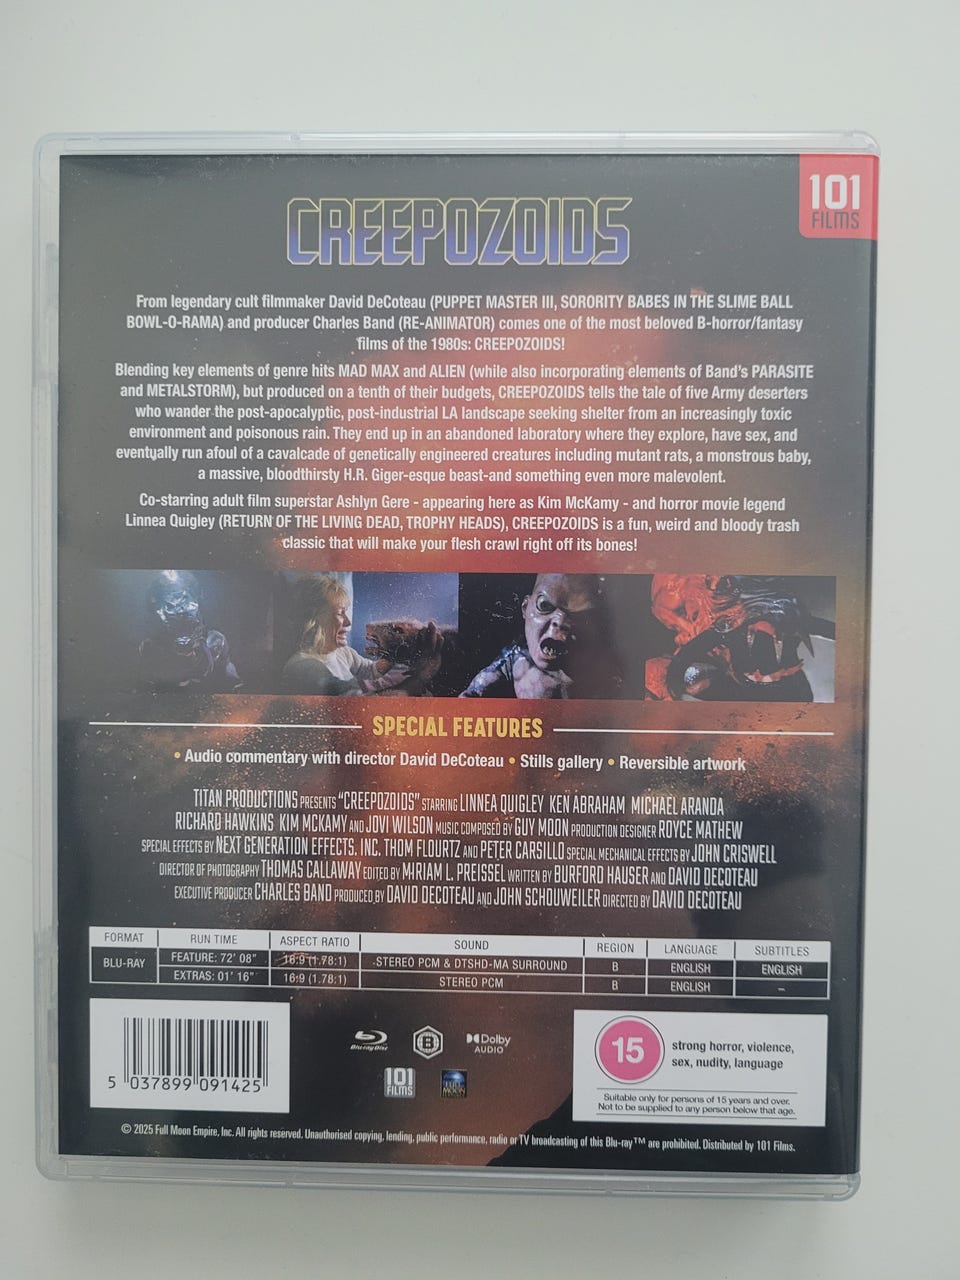 101
FILMS
CREEPOZOIDS
From legendary cult filmmaker David DeCoteau (PUPPET MASTER III, SORORITY BABES IN THE SLIME BALL
BOWL-O-RAMA) and producer Charles Band (RE-ANIMATOR) comes one of the most beloved B-horror/fantasy
films of the 1980s: CREEPOZOIDS!
Blending key elements of genre hits MAD MAX and ALIEN (while also incorporating elements of Band's PARASITE
and METALSTORM), but produced on a tenth of their budgets, CREEPOZOIDS tells the tale of five Army deserters
who wander the post-apocalyptic, post-industrial LA landscape seeking shelter from an increasingly toxic
environment and poisonous rain. They end up in an abandoned laboratory where they explore, have sex, and
eventually run afoul of a cavalcade of genetically engineered creatures including mutant rats, a monstrous baby,
a massive, bloodthirsty H.R. Giger-esque beast-and something even more malevolent.
Co-starring adult film superstar Ashlyn Gere - appearing here as Kim McKamy - and horror movie legend
Linnea Quigley (RETURN OF THE LIVING DEAD, TROPHY HEADS), CREEPOZOIDS is a fun, weird and bloody trash
classic that will make your flesh crawl right off its bones!
SPECIAL FEATURES
• Audio commentary with director David DeCoteau • Stills gallery • Reversible artwork
TITAN PRODUCTIONS PRESENTS "CREEPOZOIDS" STARRING LINNEA QUIGLEY KEN ABRAHAM MICHAEL ARANDA
RICHARD HAWKINS KIM MCKAMY AND JOVI WILSON MUSIC COMPOSED BY GUY MOON PRODUCTION DESIGNER ROYCE MATHEW
SPECIAL EFFECTS BY NEXT GENERATION EFFECTS, INC. THOM FLOURTZ AND PETER CARSILLO SPECIAL MECHANICAL EFFECTS BY JOHN CRISWELL
DIRECTOR OF PHOTOGRAPHY THOMAS CALLAWAY EDITED BY MIRIAM L. PREISSEL WRITTEN BY BURFORD HAUSER AND DAVID DECOTEAU
EXECUTIVE PRODUCER CHARLES BAND PRODUCED BY DAVID DECOTEAU AND JOHN SCHOUWEILER DIRECTED BY DAVID DECOTEAU
FORMAT RUN TIME ASPECT RATIO SOUND REGION LANGUAGE SUBTITLES
BLU-RAY FEATURE: 72' 08" 16:9 (1.78:1) STEREO PCM & DTSHD-MA SURROUND B ENGLISH ENGLISH
EXTRAS: 01' 16" 16:9 (1.78:1) STEREO PCM B ENGLISH –
5 037899 091425
Blu-ray Disc
B
Dolby
AUDIO
101
FILMS
FULL
MOON
15
strong horror, violence,
sex, nudity, language
Suitable only for persons of 15 years and over.
Not to be supplied to any person below that age.
© 2025 Full Moon Empire, Inc. All rights reserved. Unauthorised copying, lending, public performance, radio or TV broadcasting of this Blu-ray™ are prohibited. Distributed by 101 Films.